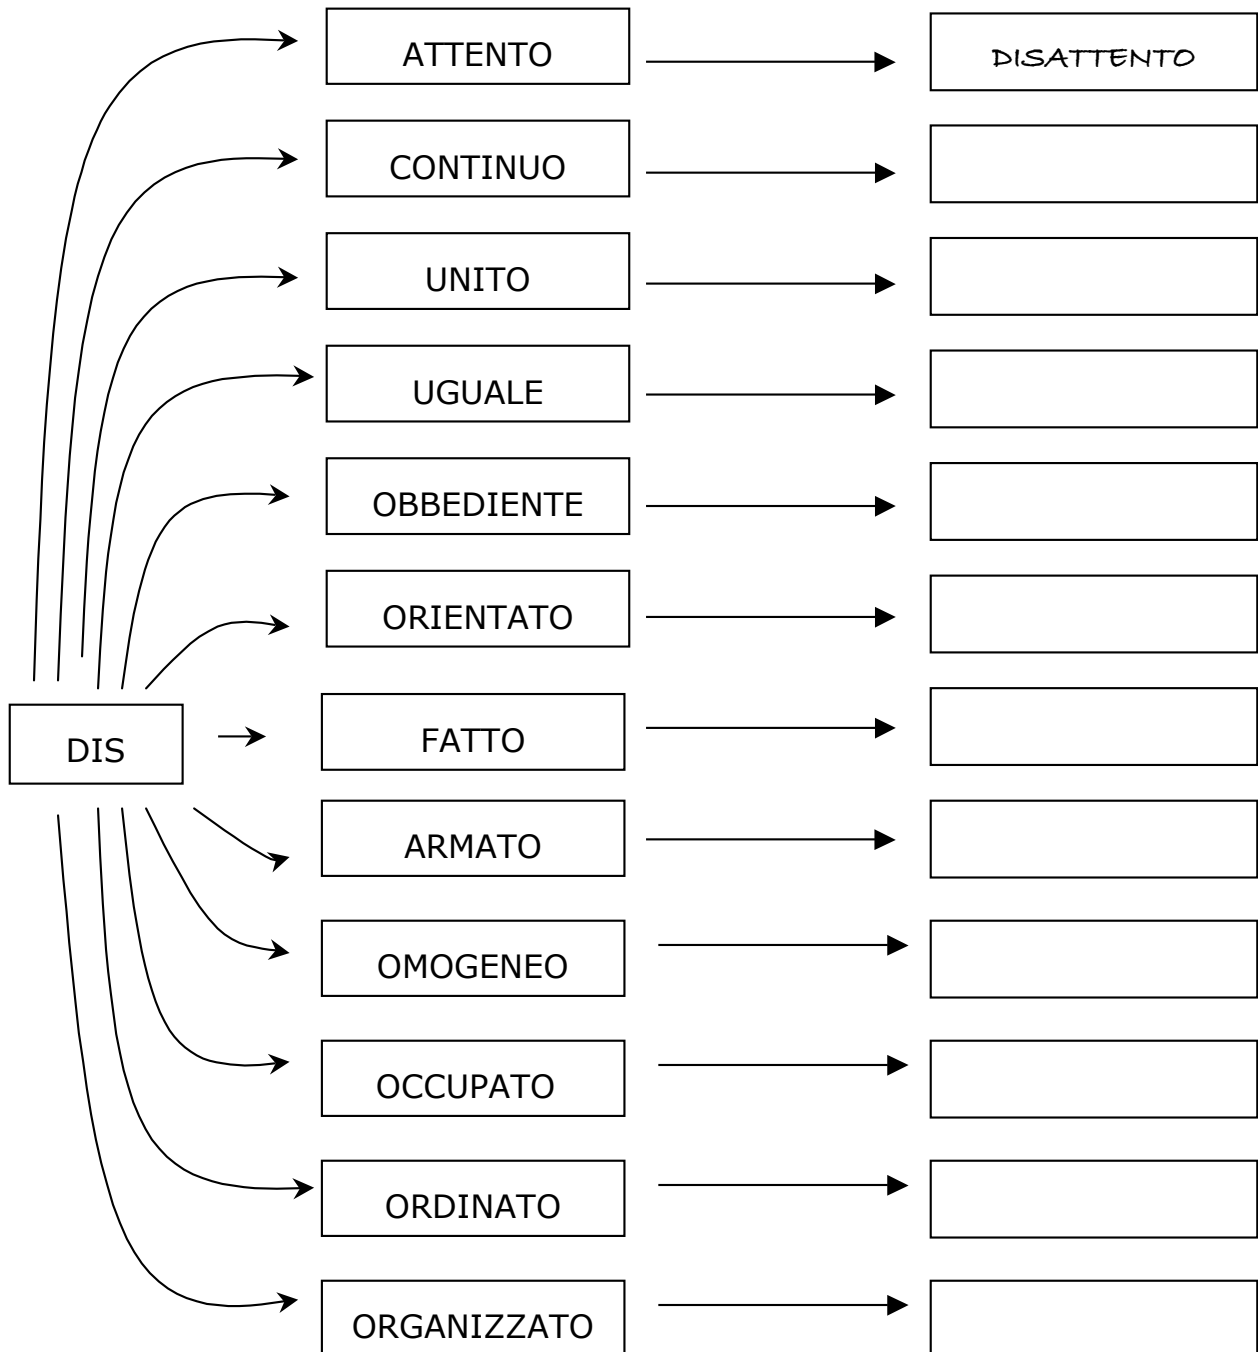 ATTENTO DISATTENTO
CONTINUO
UNITO
UGUALE
OBBEDIENTE
ORIENTATO
DIS FATTO
ARMATO
OMOGENEO
OCCUPATO
ORDINATO
ORGANIZZATO